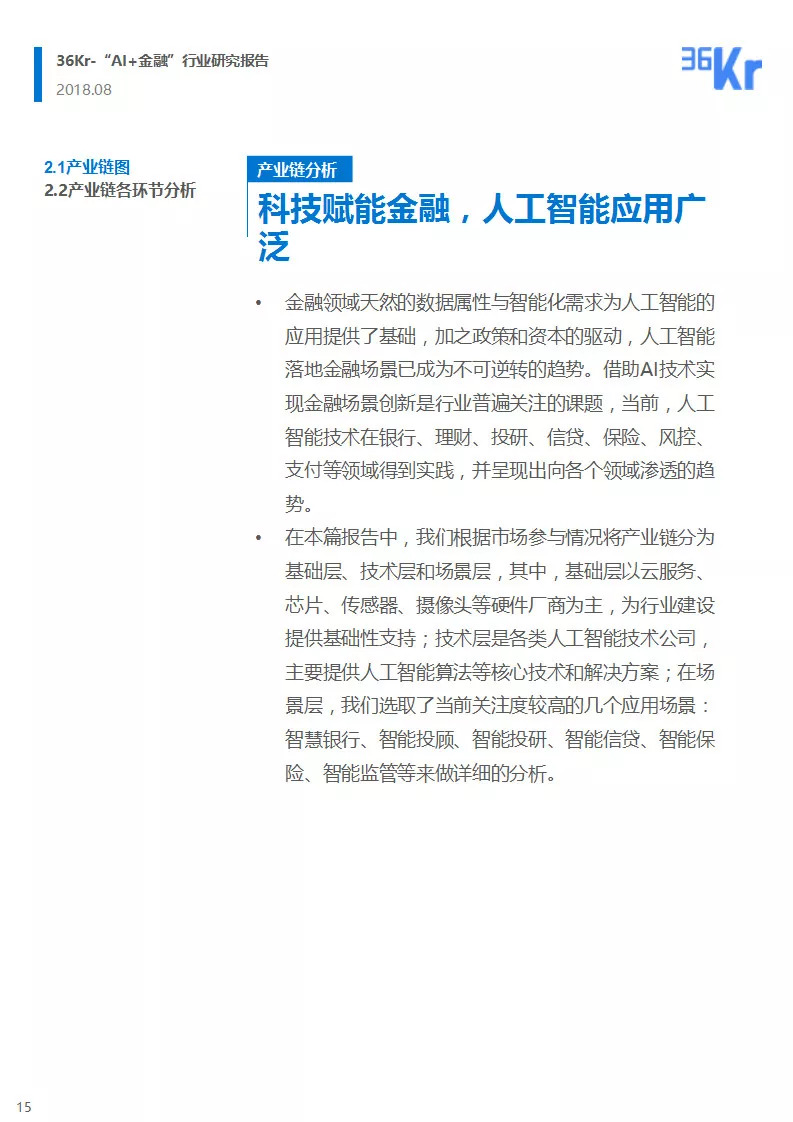 36Kr-“AI+金融”行业研究报告
2018.08
36Kr
2.1产业链图
2.2产业链各环节分析
产业链分析
科技赋能金融，人工智能应用广
泛
• 金融领域天然的数据属性与智能化需求为人工智能的
应用提供了基础，加之政策和资本的驱动，人工智能
落地金融场景已成为不可逆转的趋势。借助AI技术实
现金融场景创新是行业普遍关注的课题，当前，人工
智能技术在银行、理财、投研、信贷、保险、风控、
支付等领域得到实践，并呈现出向各个领域渗透的趋
势。
• 在本篇报告中，我们根据市场参与情况将产业链分为
基础层、技术层和场景层，其中，基础层以云服务、
芯片、传感器、摄像头等硬件厂商为主，为行业建设
提供基础性支持；技术层是各类人工智能技术公司，
主要提供人工智能算法等核心技术和解决方案；在场
景层，我们选取了当前关注度较高的几个应用场景：
智慧银行、智能投顾、智能投研、智能信贷、智能保
险、智能监管等来做详细的分析。
15